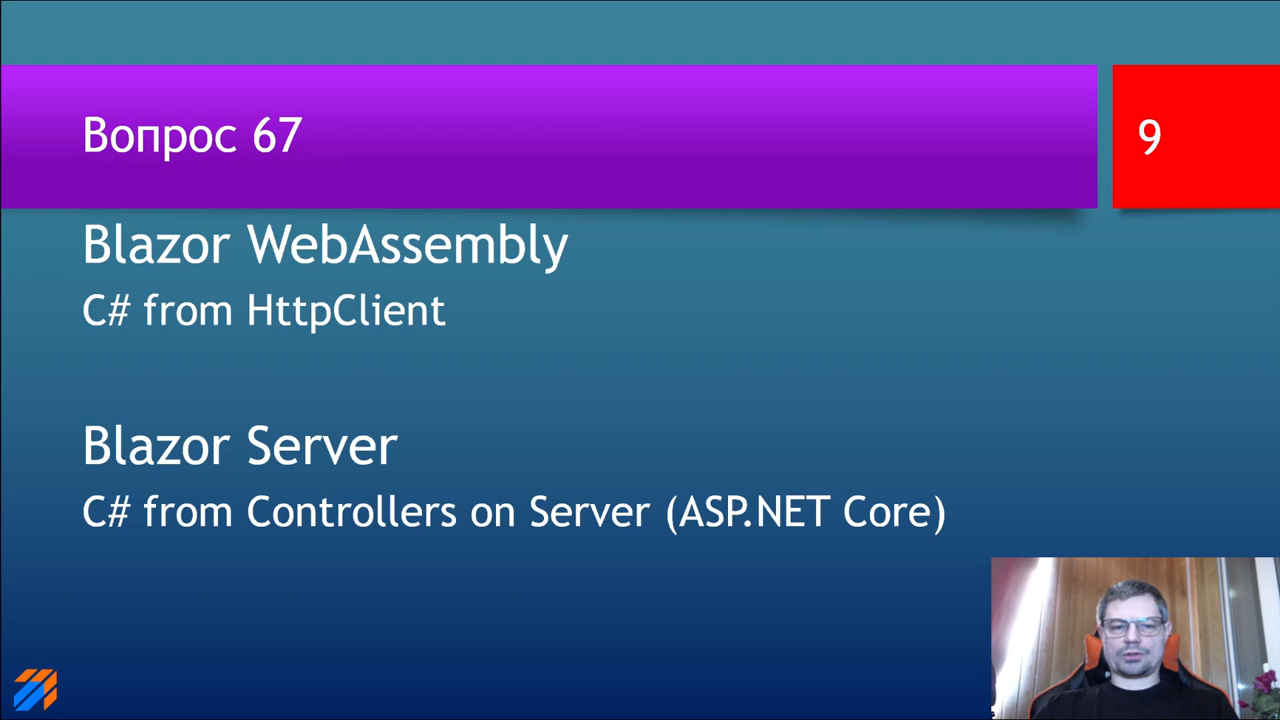 Вопрос 67
9
Blazor WebAssembly
C# from HttpClient
Blazor Server
C# from Controllers on Server (ASP.NET Core)